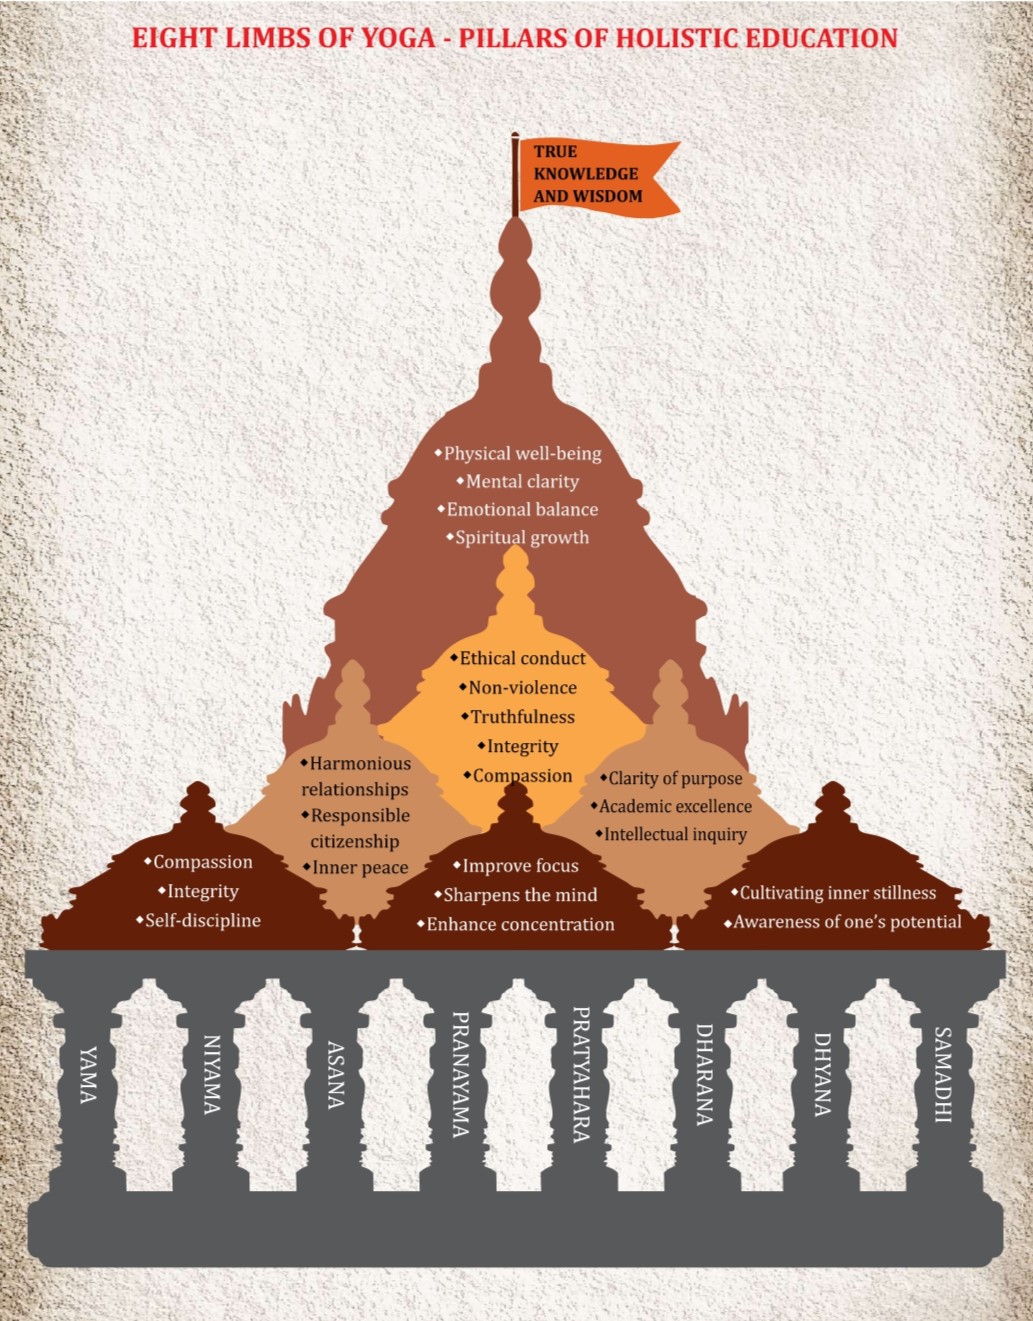 EIGHT LIMBS OF YOGA - PILLARS OF HOLISTIC EDUCATION
TRUE
KNOWLEDGE
AND WISDOM
◆Physical well-being
◆Mental clarity
◆Emotional balance
◆Spiritual growth
◆Ethical conduct
◆Non-violence
◆Truthfulness
◆Integrity
◆Compassion
◆Harmonious
relationships
◆Responsible
citizenship
◆Inner peace
◆Clarity of purpose
◆Academic excellence
◆Intellectual inquiry
◆Compassion
◆Integrity
◆Self-discipline
◆Improve focus
◆Sharpens the mind
◆Enhance concentration
◆Cultivating inner stillness
◆Awareness of one’s potential
YAMA
NIYAMA
ASANA
PRANAYAMA
PRATYAHARA
DHARANA
DHYANA
SAMADHI